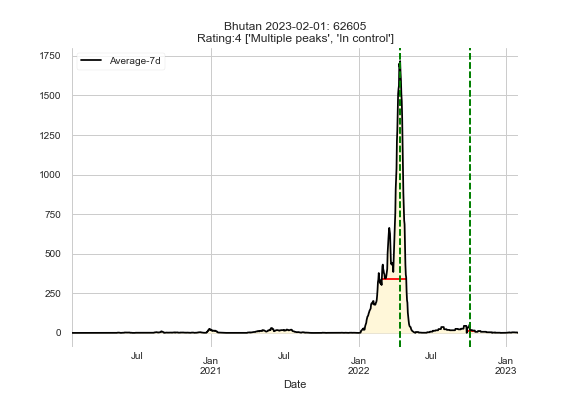 Bhutan 2023-02-01: 62605
Rating:4 ['Multiple peaks', 'In control']
Average-7d
1750
1500
1250
1000
750
500
250
0
Jul
Jan
2021
Jul
Jan
2022
Jul
Jan
2023
Date